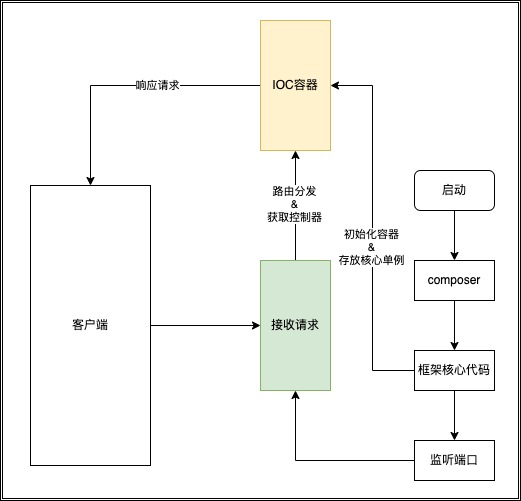 IOC容器
响应请求
路由分发
&
获取控制器
启动
初始化容器
&
存放核心单例
composer
客户端
接收请求
框架核心代码
监听端口